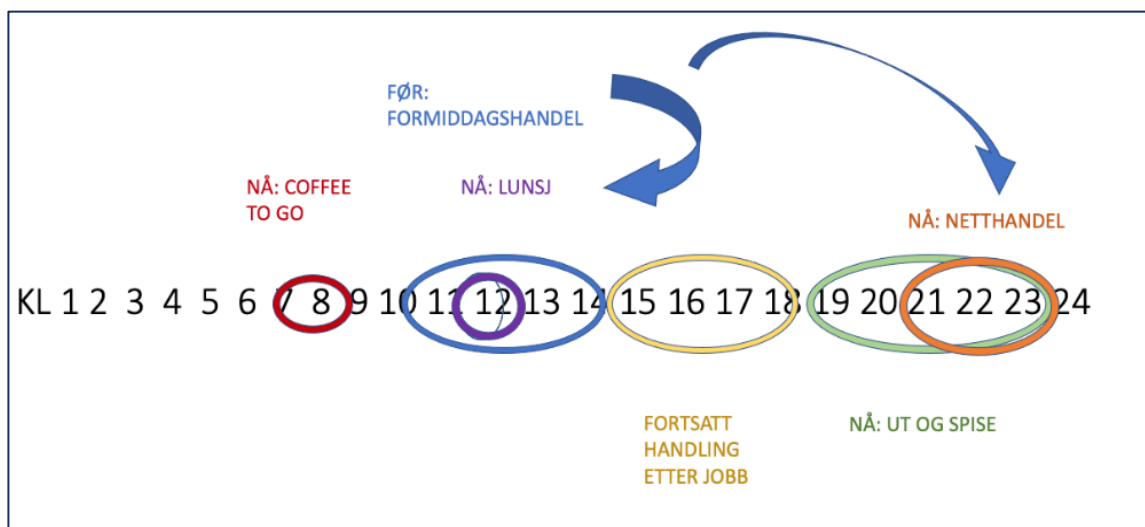 FØR:
FORMIDDAGSHANDEL
NÅ: COFFEE
TO GO
NÅ: LUNSJ
NÅ: NETTHANDEL
KL 1 2 3 4 5 6 7 8 9 10 11 12 13 14 15 16 17 18 19 20 21 22 23 24
FORTSATT
HANDLING
ETTER JOBB
NÅ: UT OG SPISE